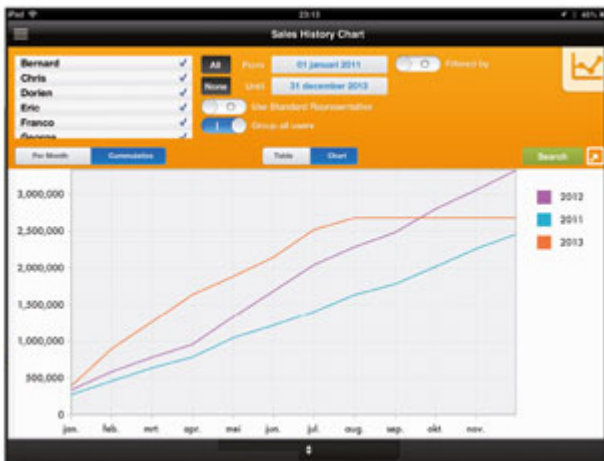 iPad 23:13 46%
Sales History Chart
Bernard All From 01 januari 2011 Filtered by
Chris
Dorien None Until 31 december 2013
Eric Use Standard Representative
Franco Group all users
George
Per Month Cummulative Table Chart Search
3,000,000
2,500,000
2,000,000
1,500,000
1,000,000
500,000
0
jan. feb. mrt. apr. mei jun. jul. aug. sep. okt. nov.
2012
2011
2013